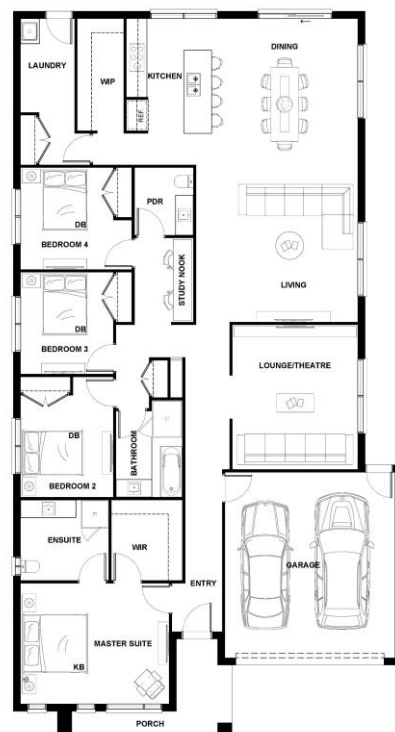 DINING
LAUNDRY
WIP
KITCHEN
REF.
PDR
DB
BEDROOM 4
STUDY NOOK
LIVING
DB
BEDROOM 3
LOUNGE/THEATRE
DB
BATHROOM
BEDROOM 2
ENSUITE
WIR
GARAGE
ENTRY
MASTER SUITE
KB
PORCH